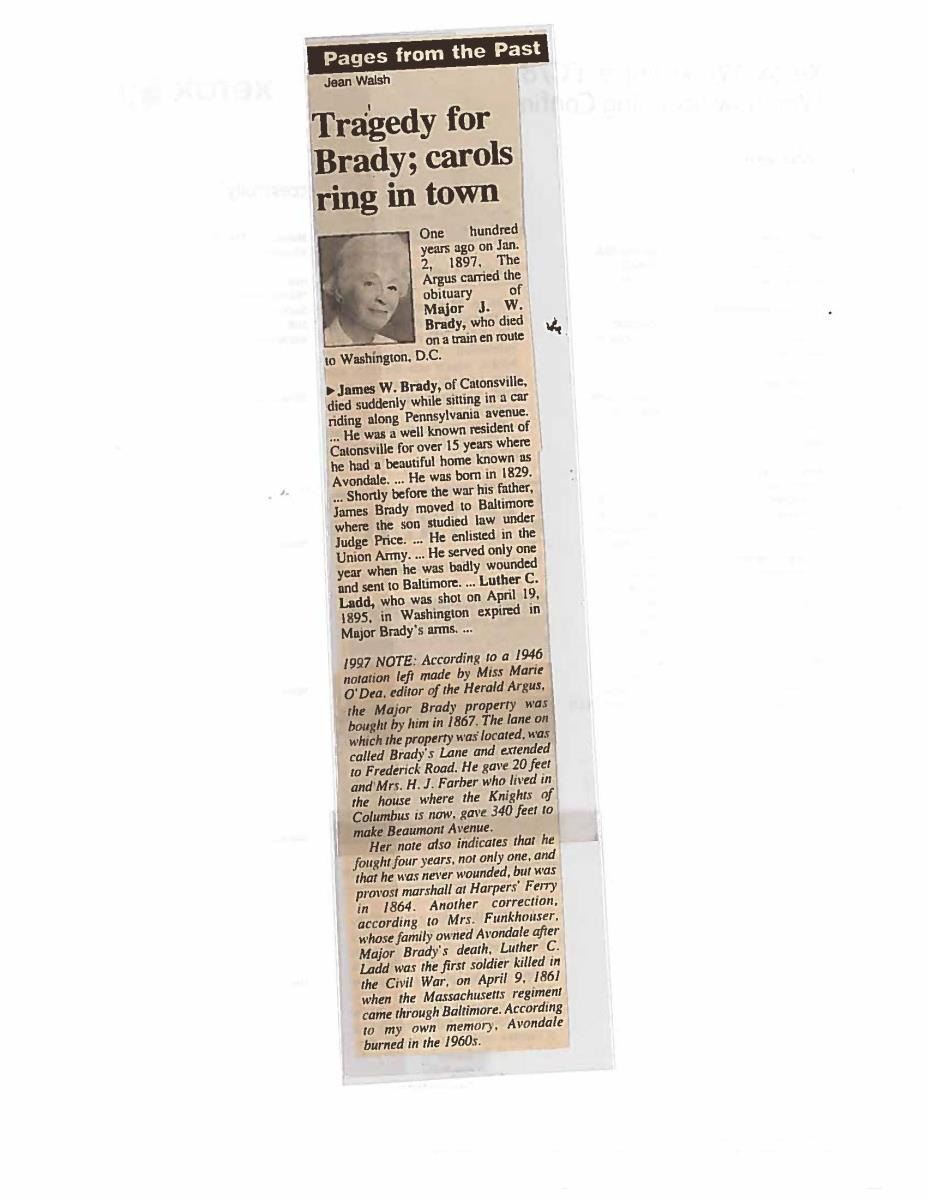 Pages from the Past
Jean Walsh
Tragedy for
Brady; carols
ring in town
One hundred
years ago on Jan.
2, 1897, The
Argus carried the
obituary of
Major J. W.
Brady, who died
on a train en route
to Washington, D.C.
►James W. Brady, of Catonsville,
died suddenly while sitting in a car
riding along Pennsylvania avenue.
... He was a well known resident of
Catonsville for over 15 years where
he had a beautiful home known as
Avondale. ... He was born in 1829.
... Shortly before the war his father,
James Brady moved to Baltimore
where the son studied law under
Judge Price. ... He enlisted in the
Union Army. ... He served only one
year when he was badly wounded
and sent to Baltimore. ... Luther C.
Ladd, who was shot on April 19,
1895, in Washington expired in
Major Brady's arms. ...
1997 NOTE: According to a 1946
notation left made by Miss Marie
O'Dea, editor of the Herald Argus,
the Major Brady property was
bought by him in 1867. The lane on
which the property was located, was
called Brady's Lane and extended
to Frederick Road. He gave 20 feet
and Mrs. H. J. Farber who lived in
the house where the Knights of
Columbus is now, gave 340 feet to
make Beaumont Avenue.
Her note also indicates that he
fought four years, not only one, and
that he was never wounded, but was
provost marshall at Harpers' Ferry
in 1864. Another correction,
according to Mrs. Funkhouser,
whose family owned Avondale after
Major Brady's death, Luther C.
Ladd was the first soldier killed in
the Civil War, on April 9, 1861
when the Massachusetts regiment
came through Baltimore. According
to my own memory, Avondale
burned in the 1960s.